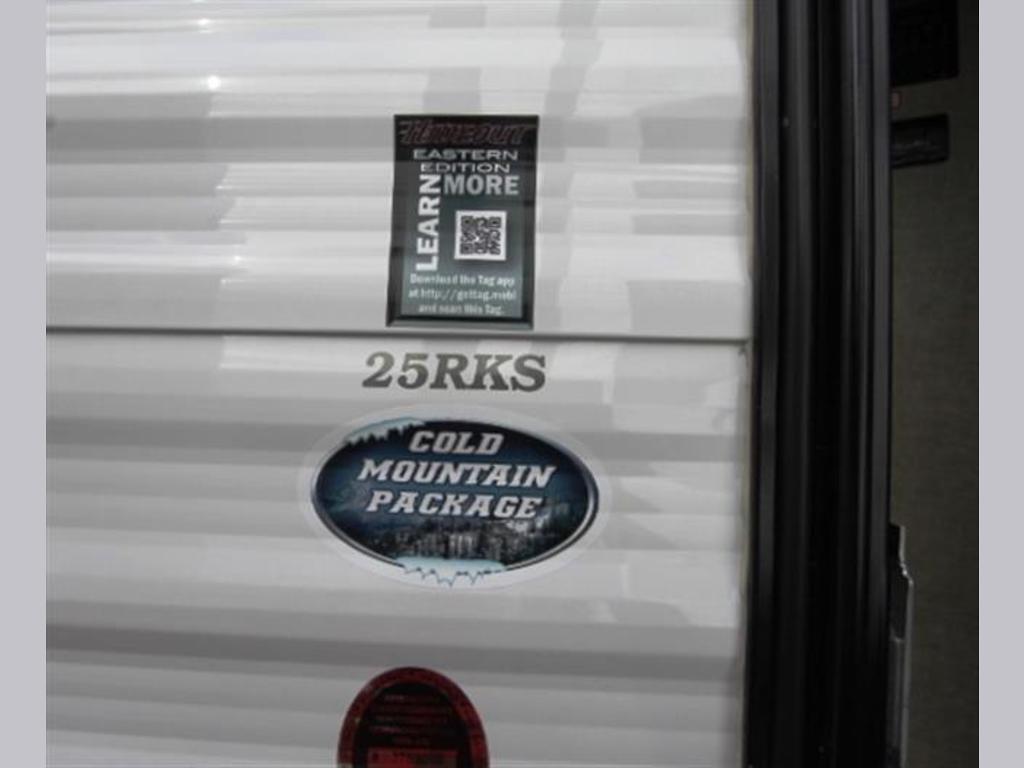 HIDEOUT
EASTERN
EDITION
LEARN
MORE
Download the Tag app
at http://gettag.mobi
and scan this Tag.
25RKS
COLD
MOUNTAIN
PACKAGE